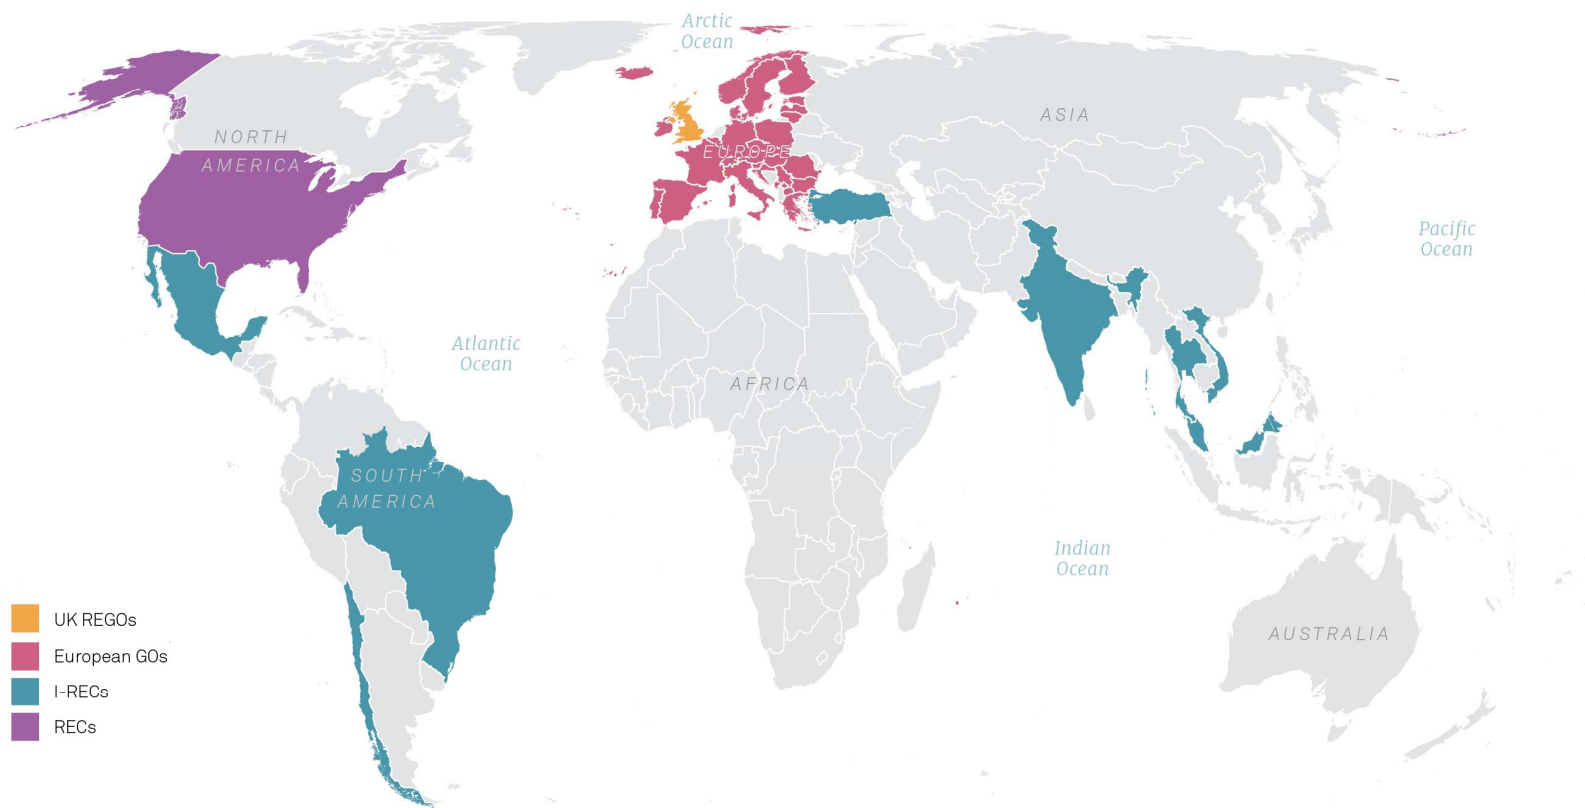 Arctic
Ocean
NORTH
AMERICA
EUROPE
ASIA
Pacific
Ocean
Atlantic
Ocean
AFRICA
SOUTH
AMERICA
Indian
Ocean
AUSTRALIA
UK REGOs
European GOs
I-RECs
RECs